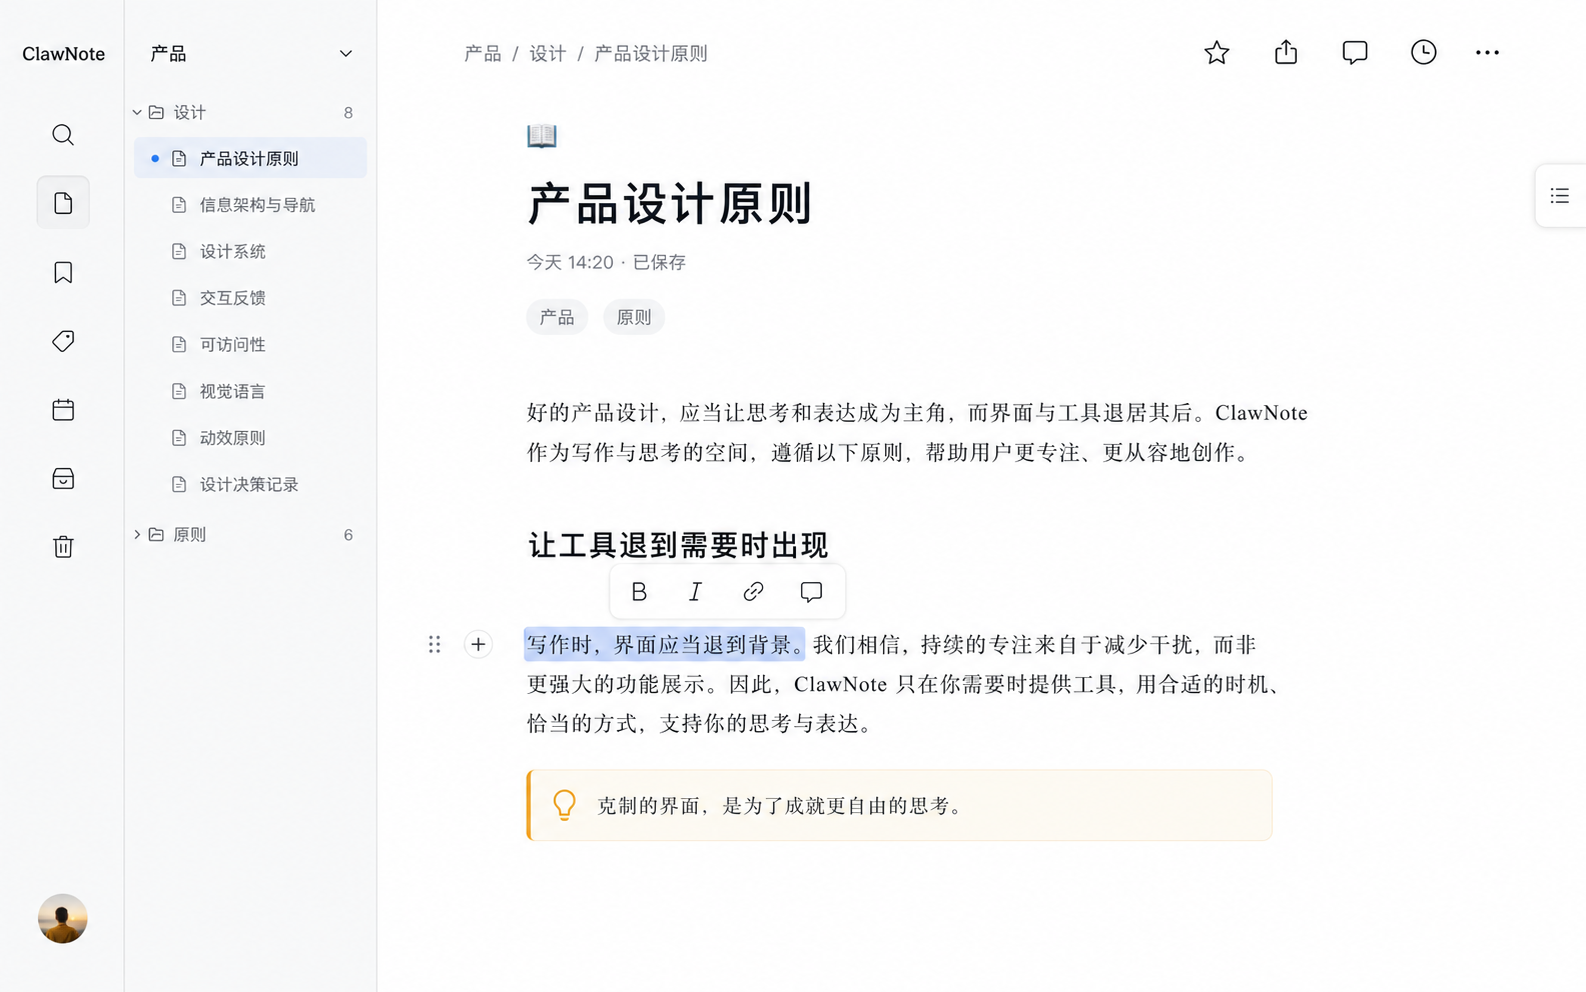 ClawNote
产品
设计
8
产品设计原则
信息架构与导航
设计系统
交互反馈
可访问性
视觉语言
动效原则
设计决策记录
原则
6
产品 / 设计 / 产品设计原则
产品设计原则
今天 14:20 · 已保存
产品
原则
好的产品设计，应当让思考和表达成为主角，而界面与工具退居其后。ClawNote
作为写作与思考的空间，遵循以下原则，帮助用户更专注、更从容地创作。
让工具退到需要时出现
B I
写作时，界面应当退到背景。我们相信，持续的专注来自于减少干扰，而非
更强大的功能展示。因此，ClawNote 只在你需要时提供工具，用合适的时机、
恰当的方式，支持你的思考与表达。
克制的界面，是为了成就更自由的思考。